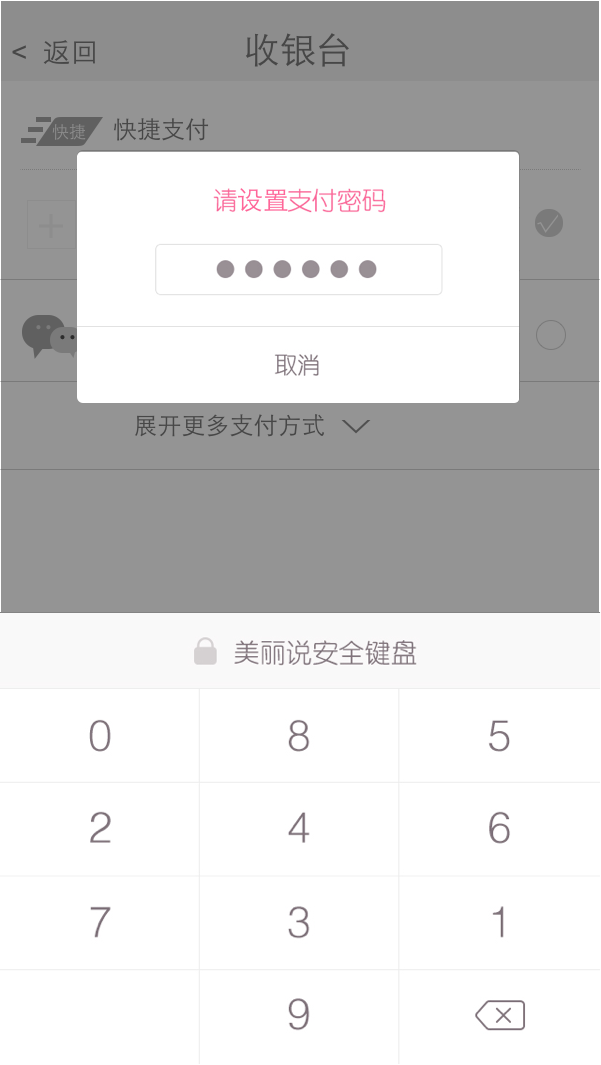 < 返回
收银台
快捷 快捷支付
请设置支付密码
取消
展开更多支付方式
美丽说安全键盘
0 8 5
2 4 6
7 3 1
9